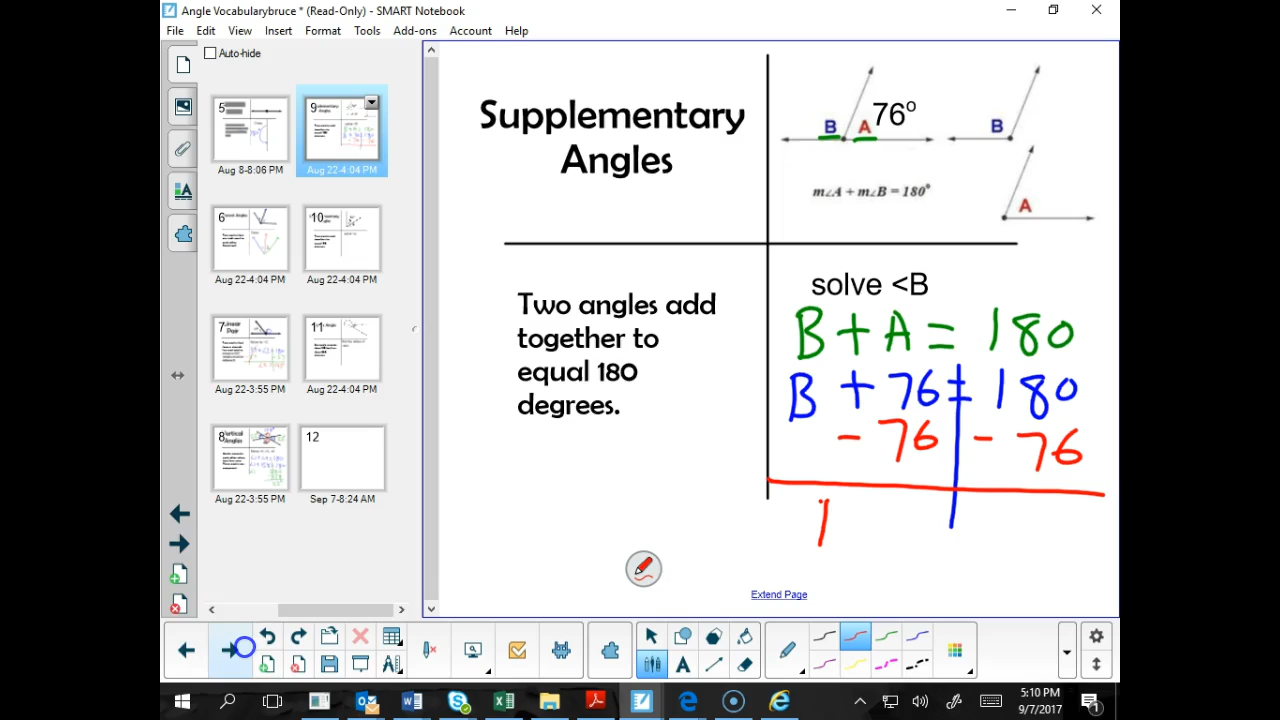 Angle Vocabularybruce * (Read-Only) - SMART Notebook
File Edit View Insert Format Tools Add-ons Account Help
Auto-hide
5
Aug 8-8:06 PM
9
Aug 22-4:04 PM
6
Aug 22-4:04 PM
10
Aug 22-4:04 PM
7
Aug 22-3:55 PM
11
Aug 22-4:04 PM
8
Aug 22-3:55 PM
12
Sep 7-8:24 AM
Supplementary
Angles
B A 76º
B
m∠A + m∠B = 180°
A
Two angles add
together to
equal 180
degrees.
solve <B
B + A = 180
B + 76 = 180
- 76 - 76
Extend Page
5:10 PM
9/7/2017